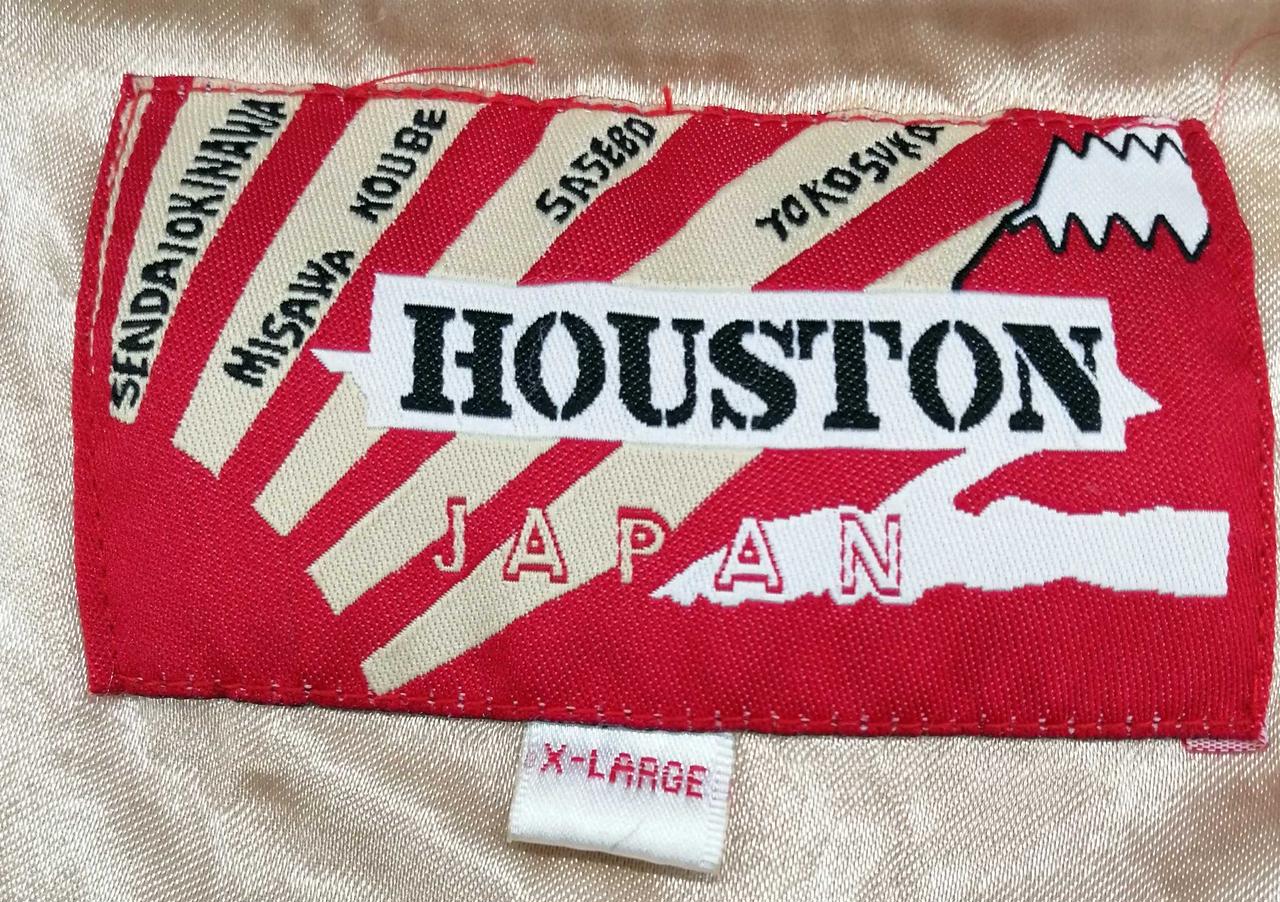 SENDAI OKINAWA
MISAWA KOUBE
SASEBO
YOKOSUKA
HOUSTON
JAPAN
X-LARGE